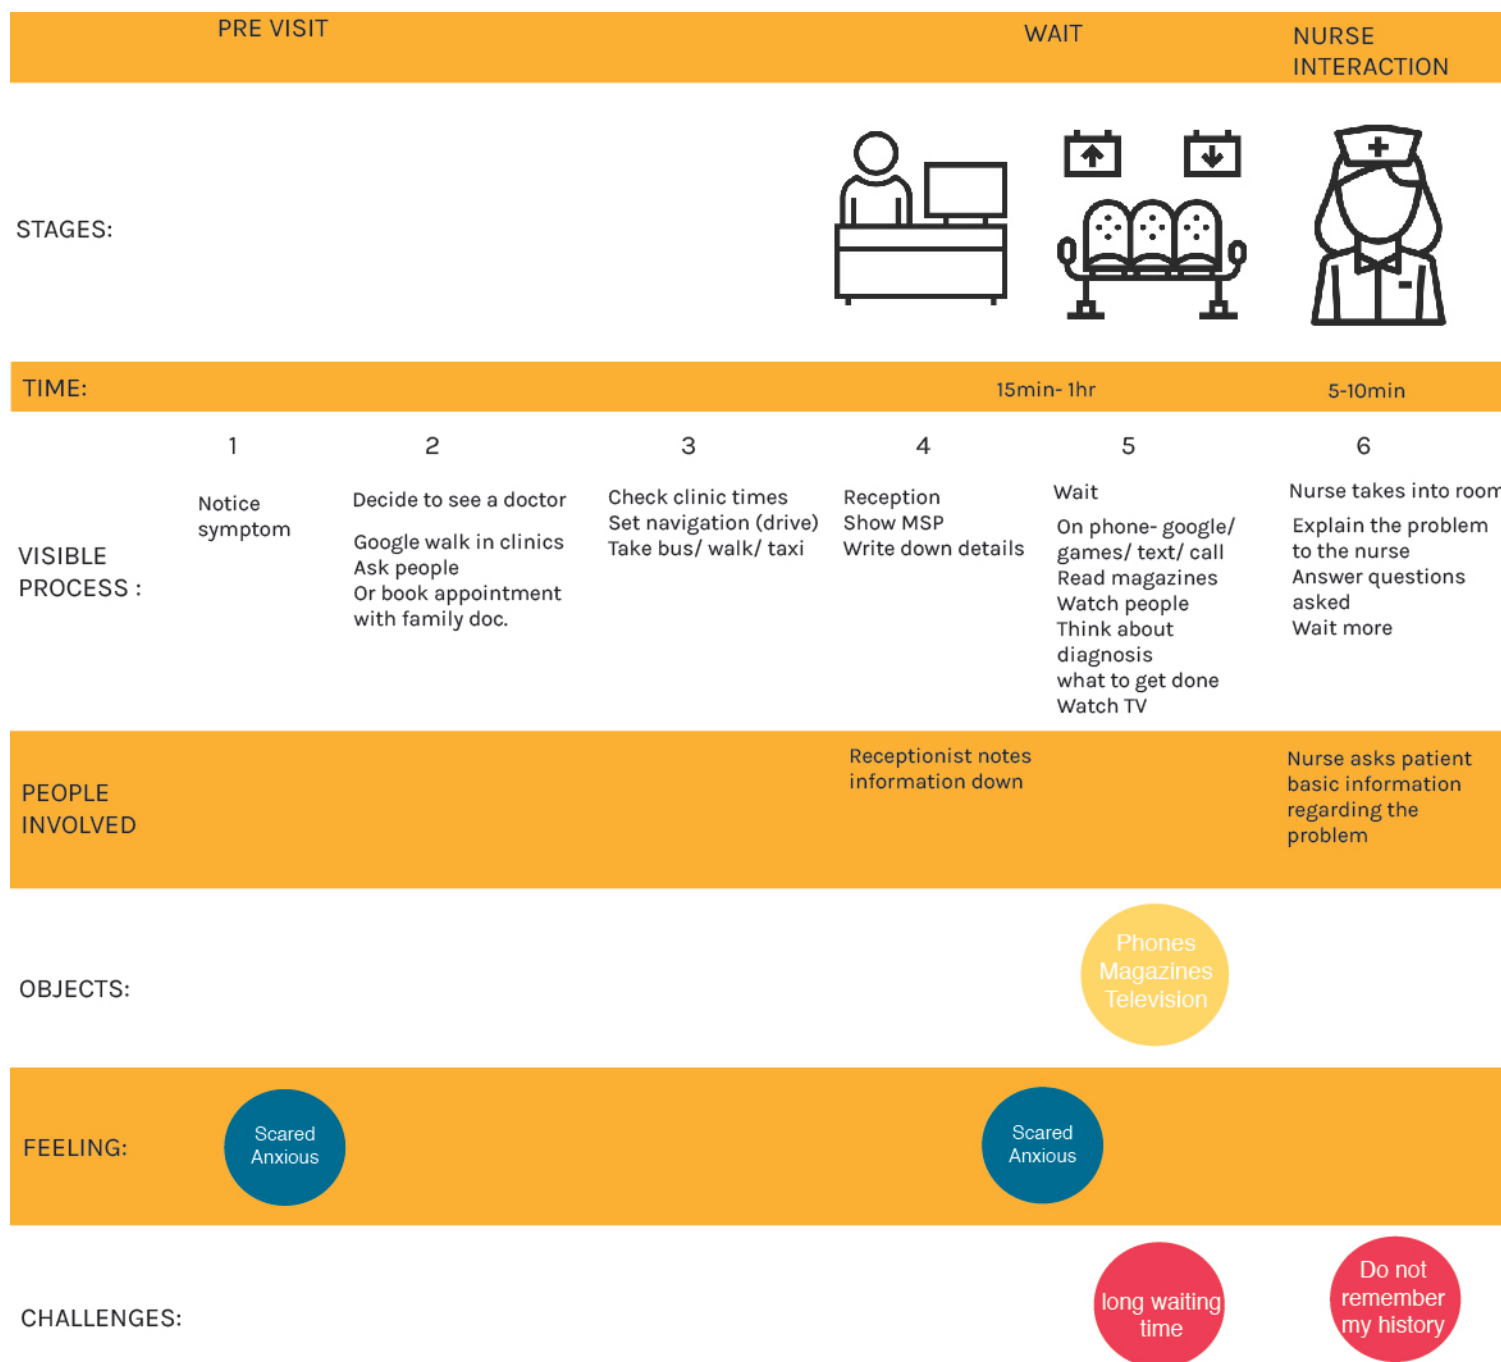 PRE VISIT
WAIT
NURSE
INTERACTION
STAGES:
TIME:
15min- 1hr
5-10min
1
2
3
4
5
6
VISIBLE
PROCESS :
Notice
symptom
Decide to see a doctor
Google walk in clinics
Ask people
Or book appointment
with family doc.
Check clinic times
Set navigation (drive)
Take bus/ walk/ taxi
Reception
Show MSP
Write down details
Wait
On phone- google/
games/ text/ call
Read magazines
Watch people
Think about
diagnosis
what to get done
Watch TV
Nurse takes into room
Explain the problem
to the nurse
Answer questions
asked
Wait more
PEOPLE
INVOLVED
Receptionist notes
information down
Nurse asks patient
basic information
regarding the
problem
OBJECTS:
Phones
Magazines
Television
FEELING:
Scared
Anxious
Scared
Anxious
CHALLENGES:
long waiting
time
Do not
remember
my history